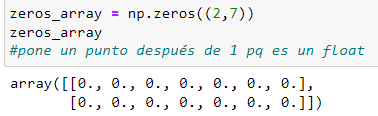 zeros_array = np.zeros((2,7))
zeros_array
#pone un punto después de 1 pq es un float
array([[0., 0., 0., 0., 0., 0., 0.],
       [0., 0., 0., 0., 0., 0., 0.]])